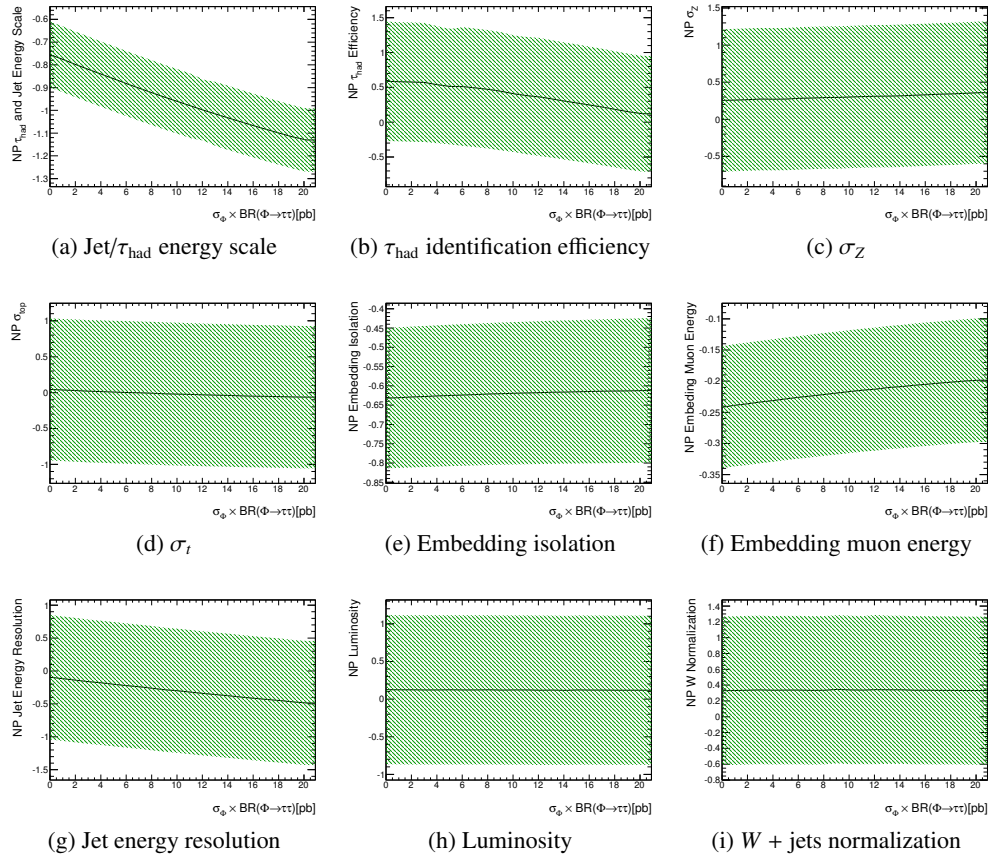 NP τhad and Jet Energy Scale
-0.6
-0.7
-0.8
-0.9
-1
-1.1
-1.2
-1.3
0 2 4 6 8 10 12 14 16 18 20
σΦ × BR(Φ→ττ)[pb]
(a) Jet/τhad energy scale
NP τhad Efficiency
1.5
1
0.5
0
-0.5
0 2 4 6 8 10 12 14 16 18 20
σΦ × BR(Φ→ττ)[pb]
(b) τhad identification efficiency
NP σZ
1.5
1
0.5
0
-0.5
0 2 4 6 8 10 12 14 16 18 20
σΦ × BR(Φ→ττ)[pb]
(c) σZ
NP σtop
1
0.5
0
-0.5
-1
0 2 4 6 8 10 12 14 16 18 20
σΦ × BR(Φ→ττ)[pb]
(d) σt
NP Embedding Isolation
-0.4
-0.45
-0.5
-0.55
-0.6
-0.65
-0.7
-0.75
-0.8
-0.85
0 2 4 6 8 10 12 14 16 18 20
σΦ × BR(Φ→ττ)[pb]
(e) Embedding isolation
NP Embeding Muon Energy
-0.1
-0.15
-0.2
-0.25
-0.3
-0.35
0 2 4 6 8 10 12 14 16 18 20
σΦ × BR(Φ→ττ)[pb]
(f) Embedding muon energy
NP Jet Energy Resolution
1
0.5
0
-0.5
-1
-1.5
0 2 4 6 8 10 12 14 16 18 20
σΦ × BR(Φ→ττ)[pb]
(g) Jet energy resolution
NP Luminosity
1
0.5
0
-0.5
-1
0 2 4 6 8 10 12 14 16 18 20
σΦ × BR(Φ→ττ)[pb]
(h) Luminosity
NP W Normalization
1.4
1.2
1
0.8
0.6
0.4
0.2
0
-0.2
-0.4
-0.6
-0.8
0 2 4 6 8 10 12 14 16 18 20
σΦ × BR(Φ→ττ)[pb]
(i) W + jets normalization